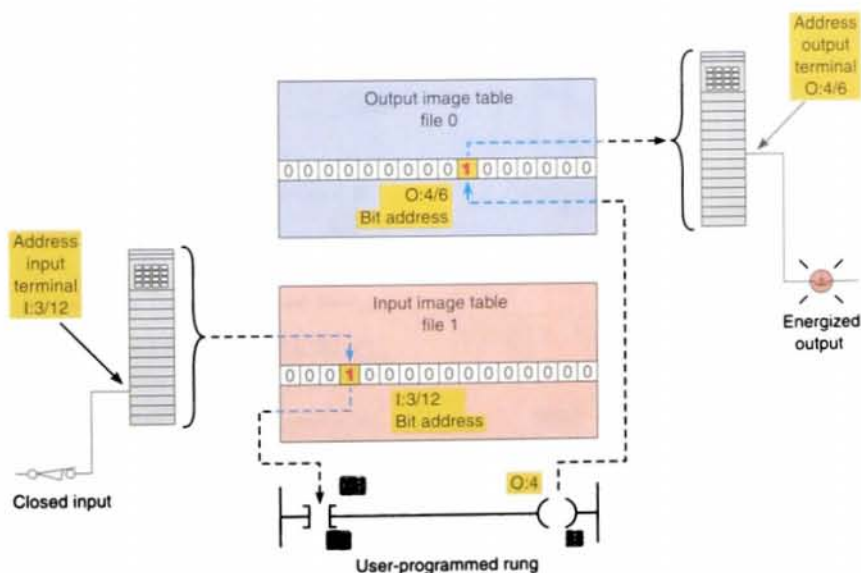 Address
output
terminal
O:4/6
Output image table
file 0
0 0 0 0 0 0 0 0 0 1 0 0 0 0 0 0
O:4/6
Bit address
Address
input
terminal
I:3/12
Input image table
file 1
0 0 0 1 0 0 0 0 0 0 0 0 0 0 0 0
I:3/12
Bit address
Energized
output
Closed input
O:4
User-programmed rung